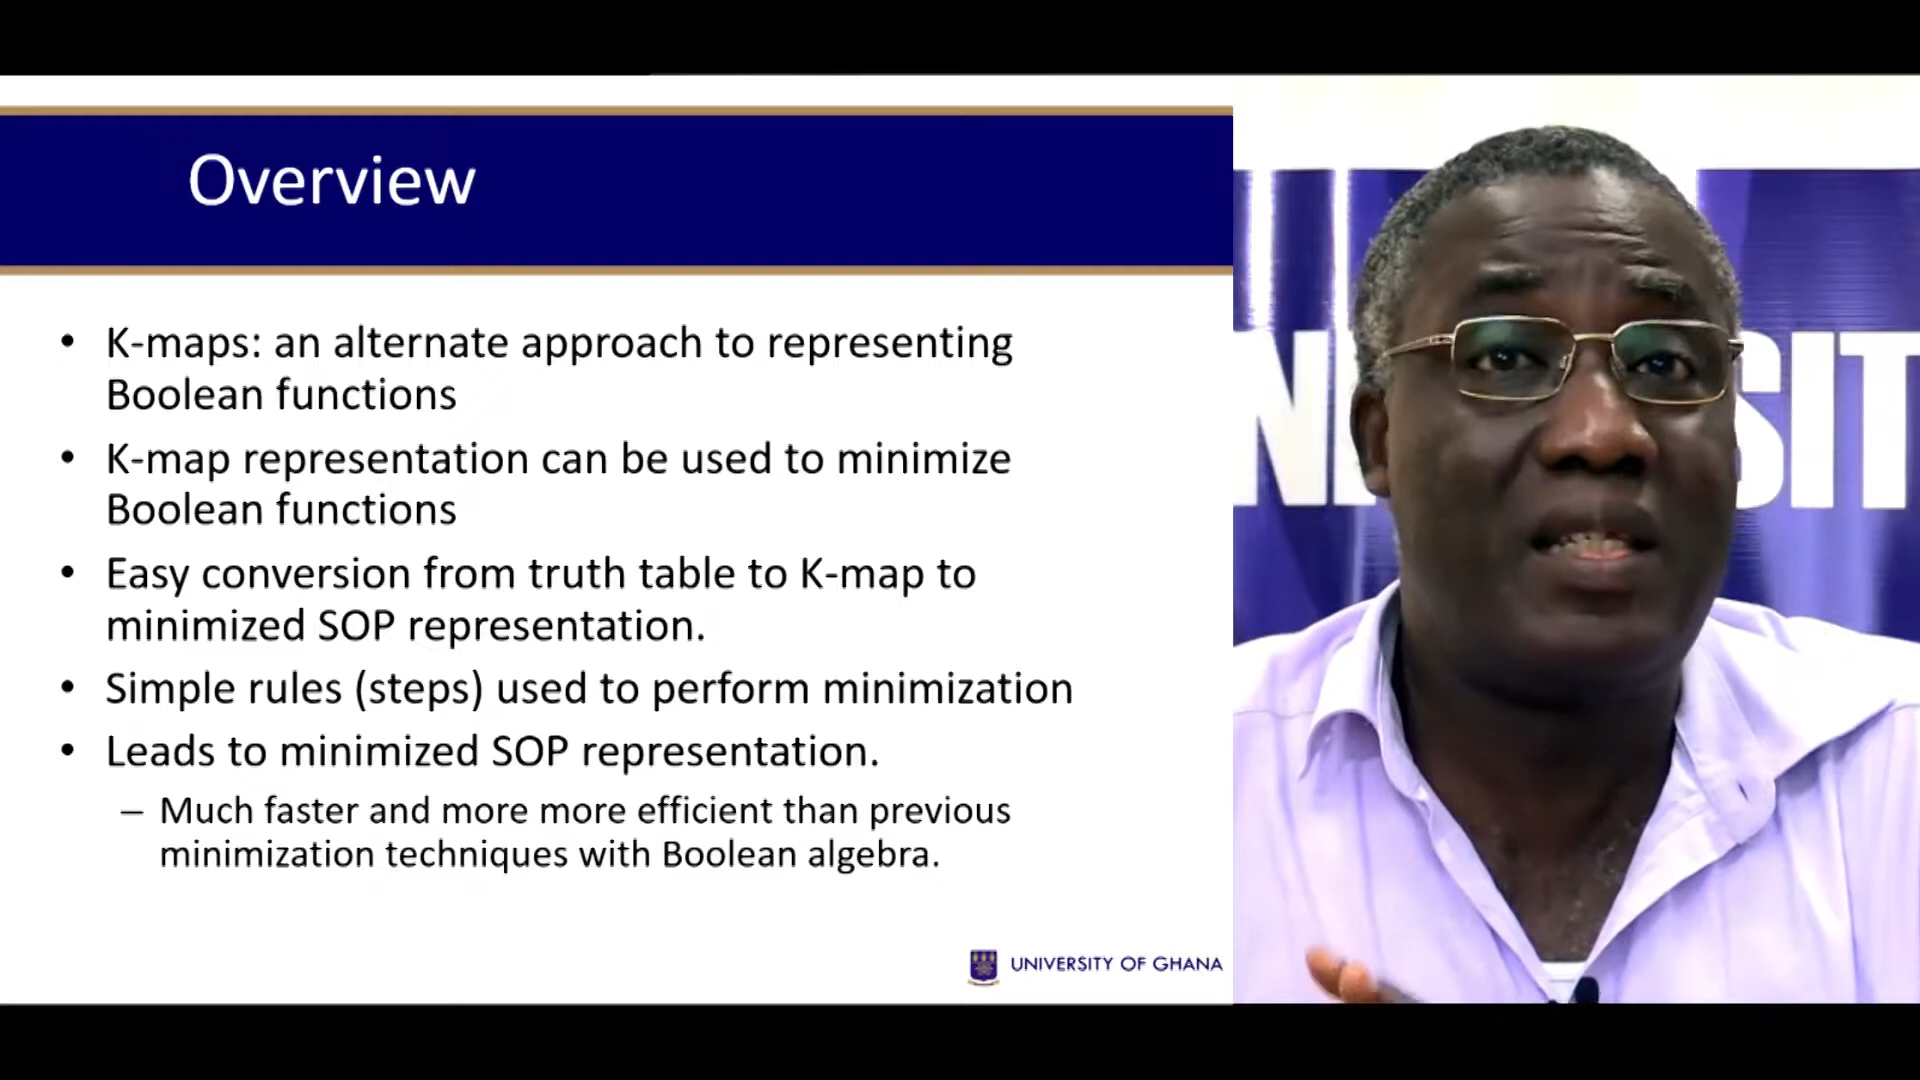 Overview
• K-maps: an alternate approach to representing
Boolean functions
• K-map representation can be used to minimize
Boolean functions
• Easy conversion from truth table to K-map to
minimized SOP representation.
• Simple rules (steps) used to perform minimization
• Leads to minimized SOP representation.
– Much faster and more more efficient than previous
minimization techniques with Boolean algebra.
UNIVERSITY OF GHANA